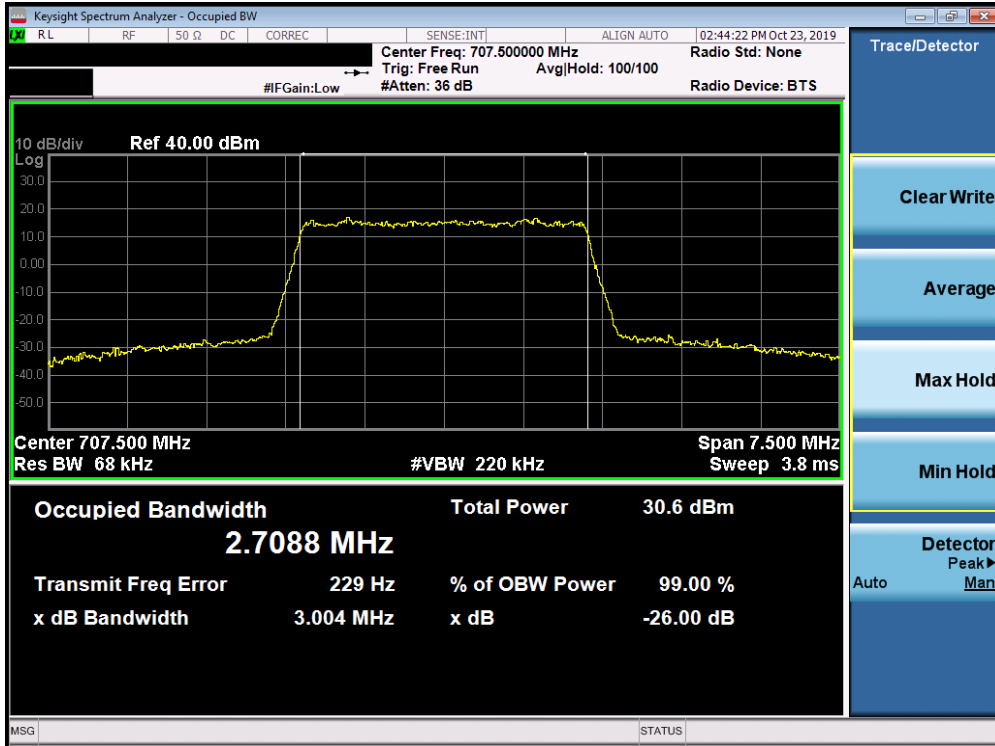 Keysight Spectrum Analyzer - Occupied BW
LXI RL RF 50 Ω DC CORREC SENSE:INT ALIGN AUTO 02:44:22 PM Oct 23, 2019
Center Freq: 707.500000 MHz Radio Std: None
Trig: Free Run Avg|Hold: 100/100
#IFGain:Low #Atten: 36 dB Radio Device: BTS
10 dB/div Ref 40.00 dBm
Log
30.0
20.0
10.0
0.00
-10.0
-20.0
-30.0
-40.0
-50.0
Center 707.500 MHz Span 7.500 MHz
Res BW 68 kHz #VBW 220 kHz Sweep 3.8 ms
Occupied Bandwidth Total Power 30.6 dBm
2.7088 MHz
Transmit Freq Error 229 Hz % of OBW Power 99.00 %
x dB Bandwidth 3.004 MHz x dB -26.00 dB
MSG STATUS
Trace/Detector
Clear Write
Average
Max Hold
Min Hold
Detector
Peak▶
Auto Man